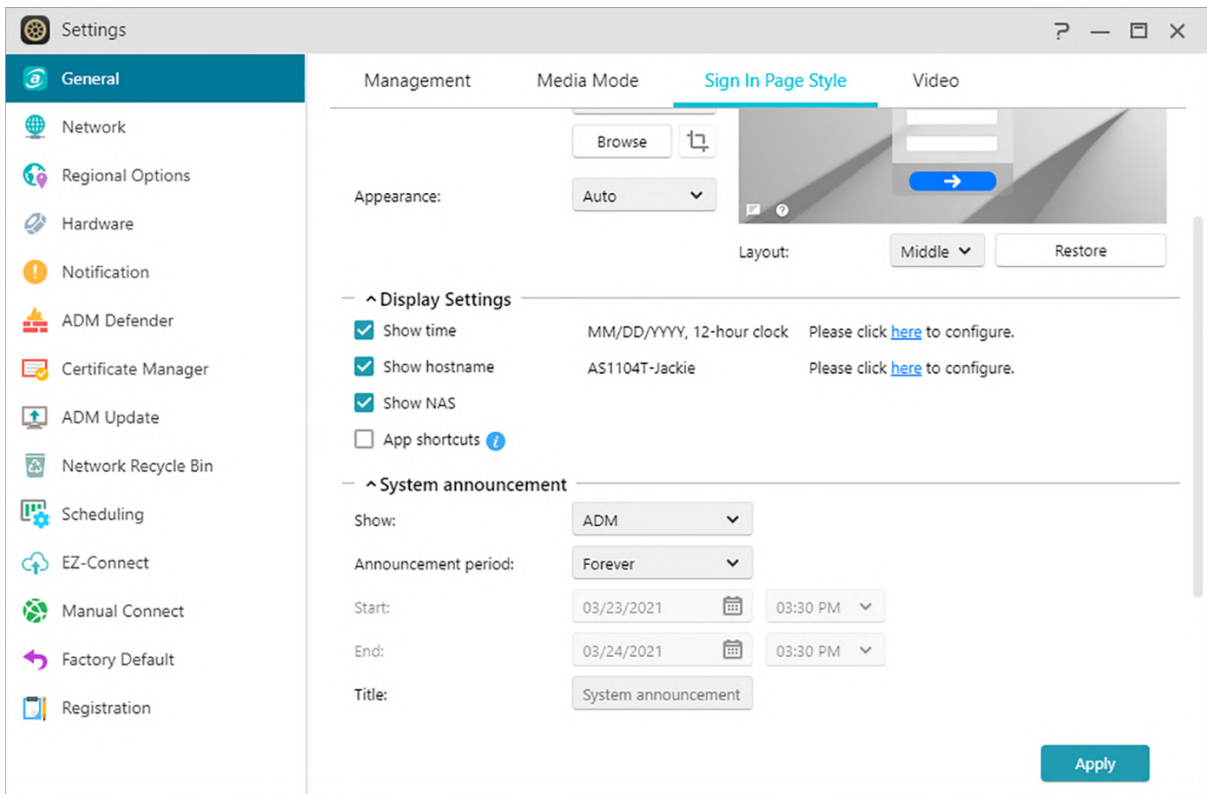 Settings
General
Network
Regional Options
Hardware
Notification
ADM Defender
Certificate Manager
ADM Update
Network Recycle Bin
Scheduling
EZ-Connect
Manual Connect
Factory Default
Registration
Management Media Mode Sign In Page Style Video
Browse
Appearance: Auto
Layout: Middle Restore
Display Settings
Show time MM/DD/YYYY, 12-hour clock Please click here to configure.
Show hostname AS1104T-Jackie Please click here to configure.
Show NAS
App shortcuts
System announcement
Show: ADM
Announcement period: Forever
Start: 03/23/2021 03:30 PM
End: 03/24/2021 03:30 PM
Title: System announcement
Apply